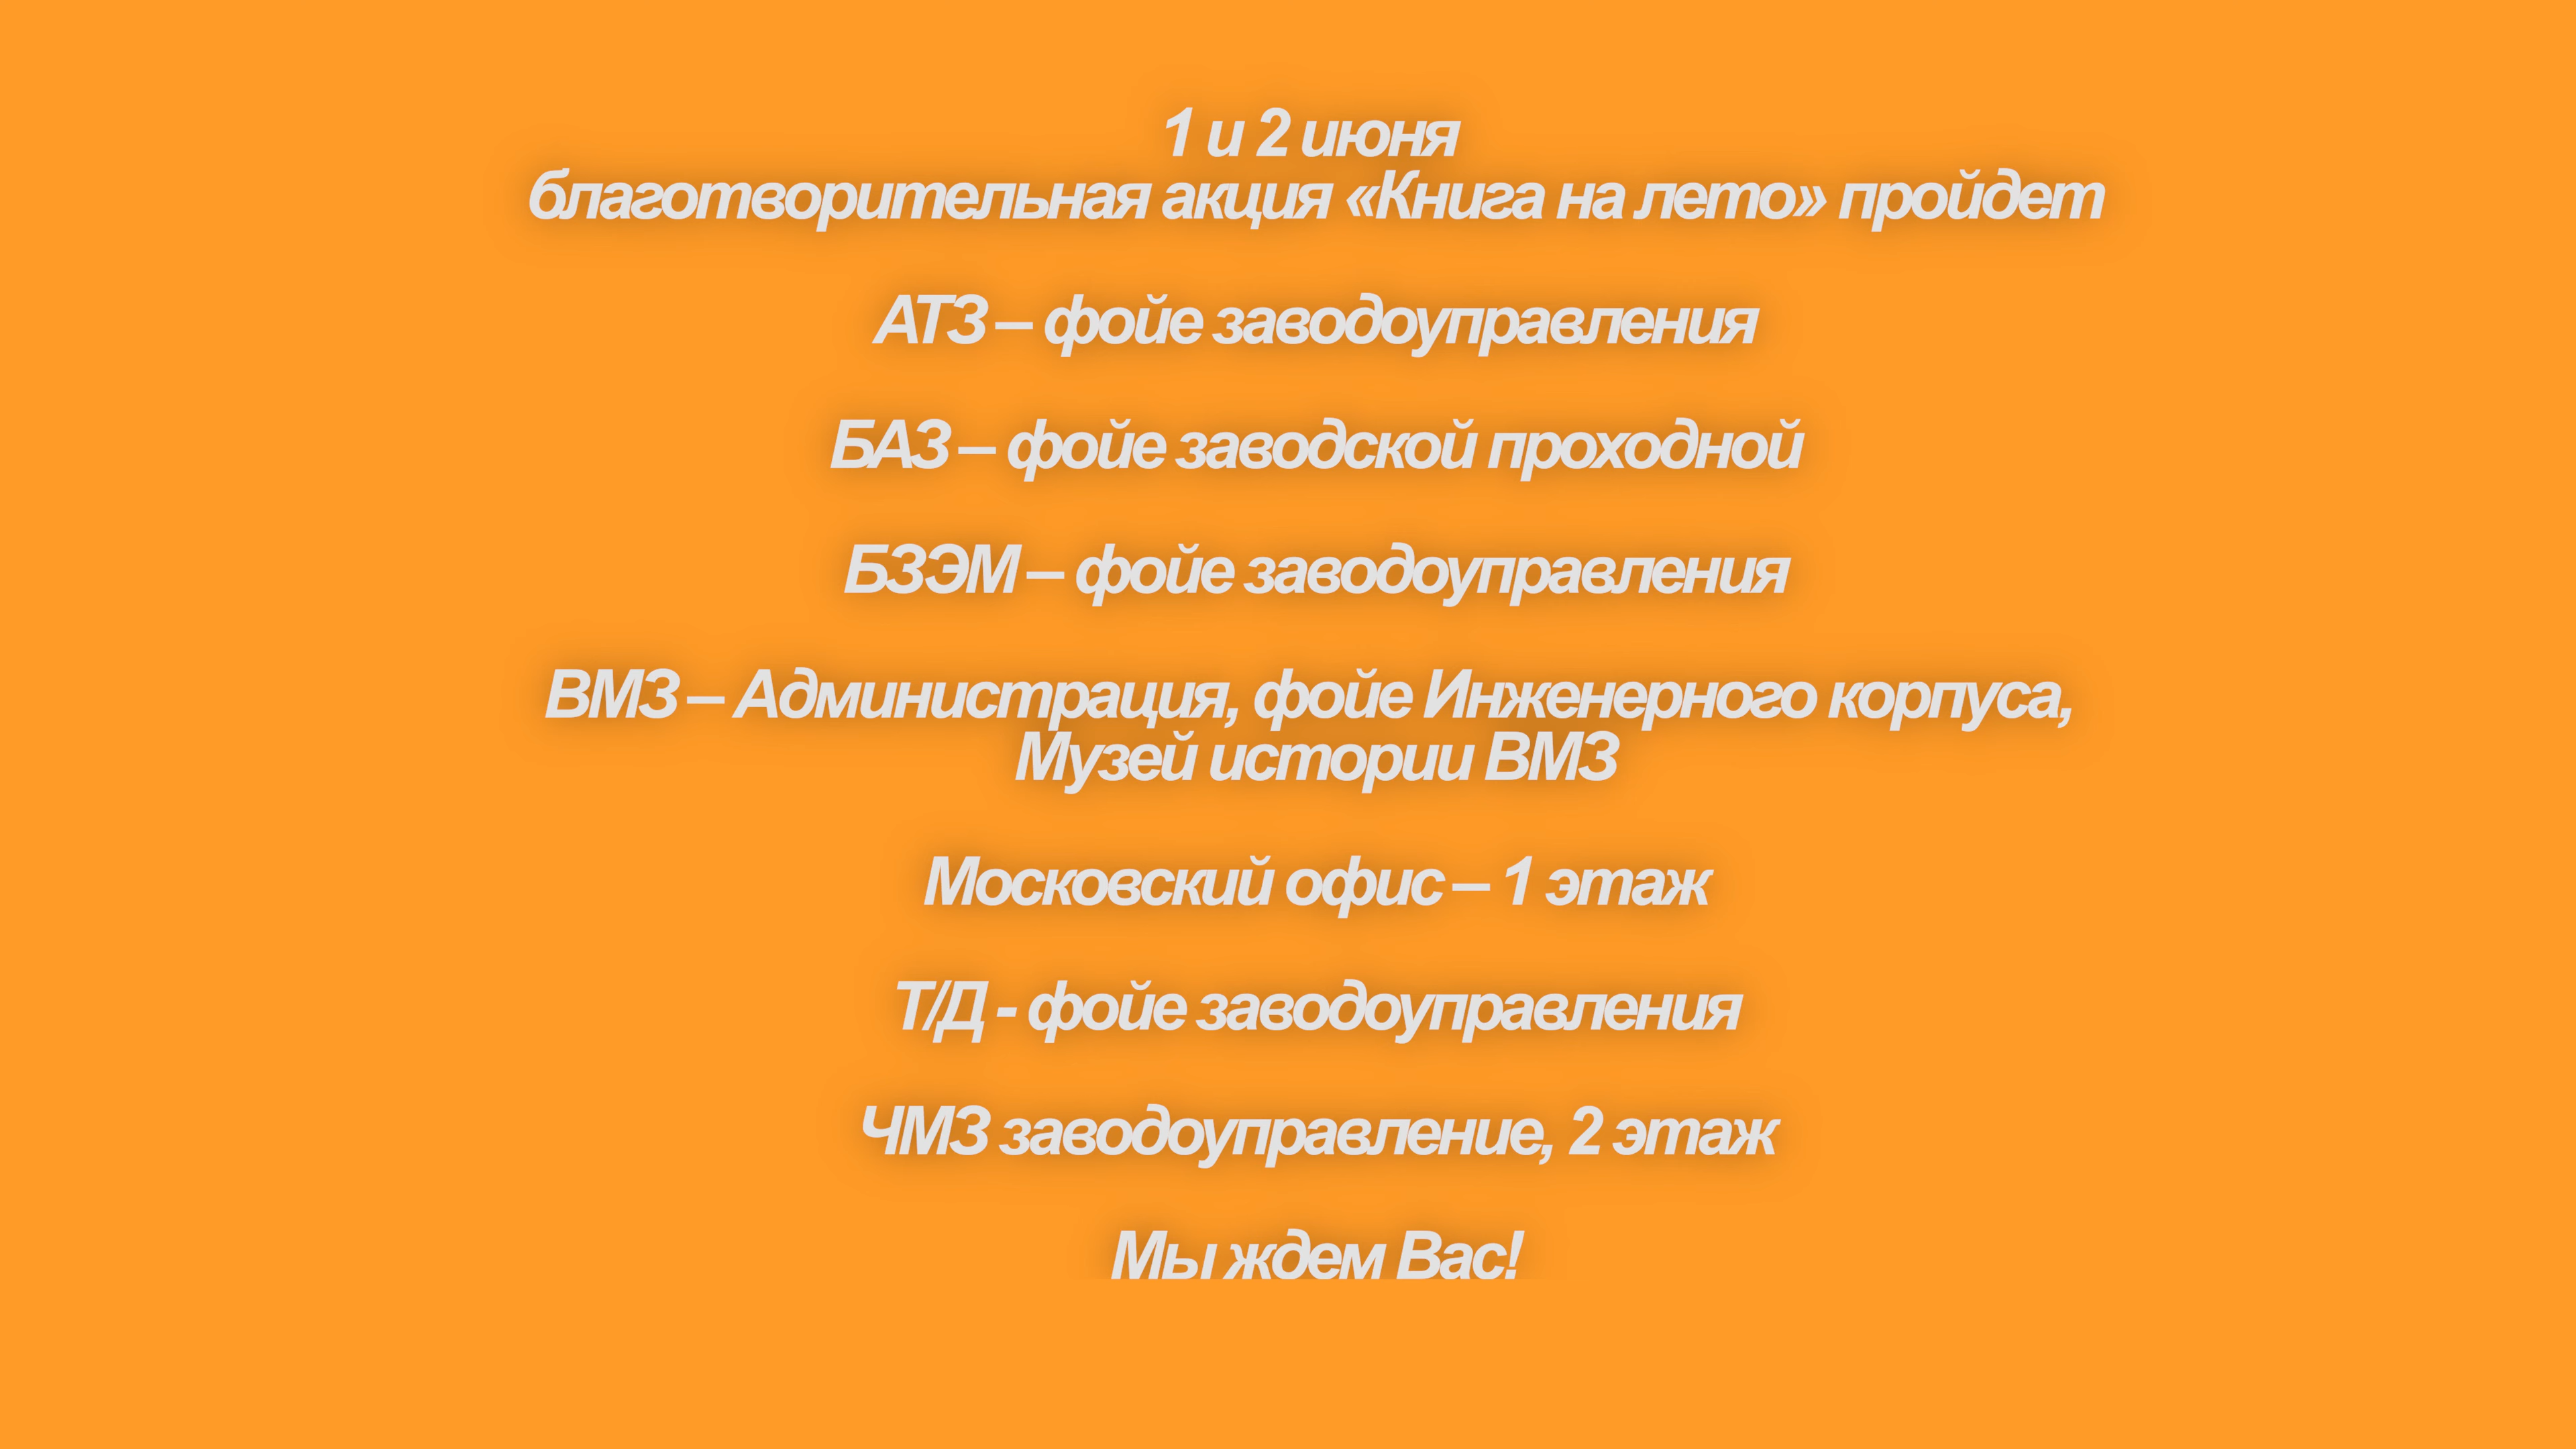 1 и 2 июня
благотворительная акция «Книга на лето» пройдет
АТЗ – фойе заводоуправления
БАЗ – фойе заводской проходной
БЗЭМ – фойе заводоуправления
ВМЗ – Администрация, фойе Инженерного корпуса,
Музей истории ВМЗ
Московский офис – 1 этаж
Т/Д - фойе заводоуправления
ЧМЗ заводоуправление, 2 этаж
Мы ждем Вас!